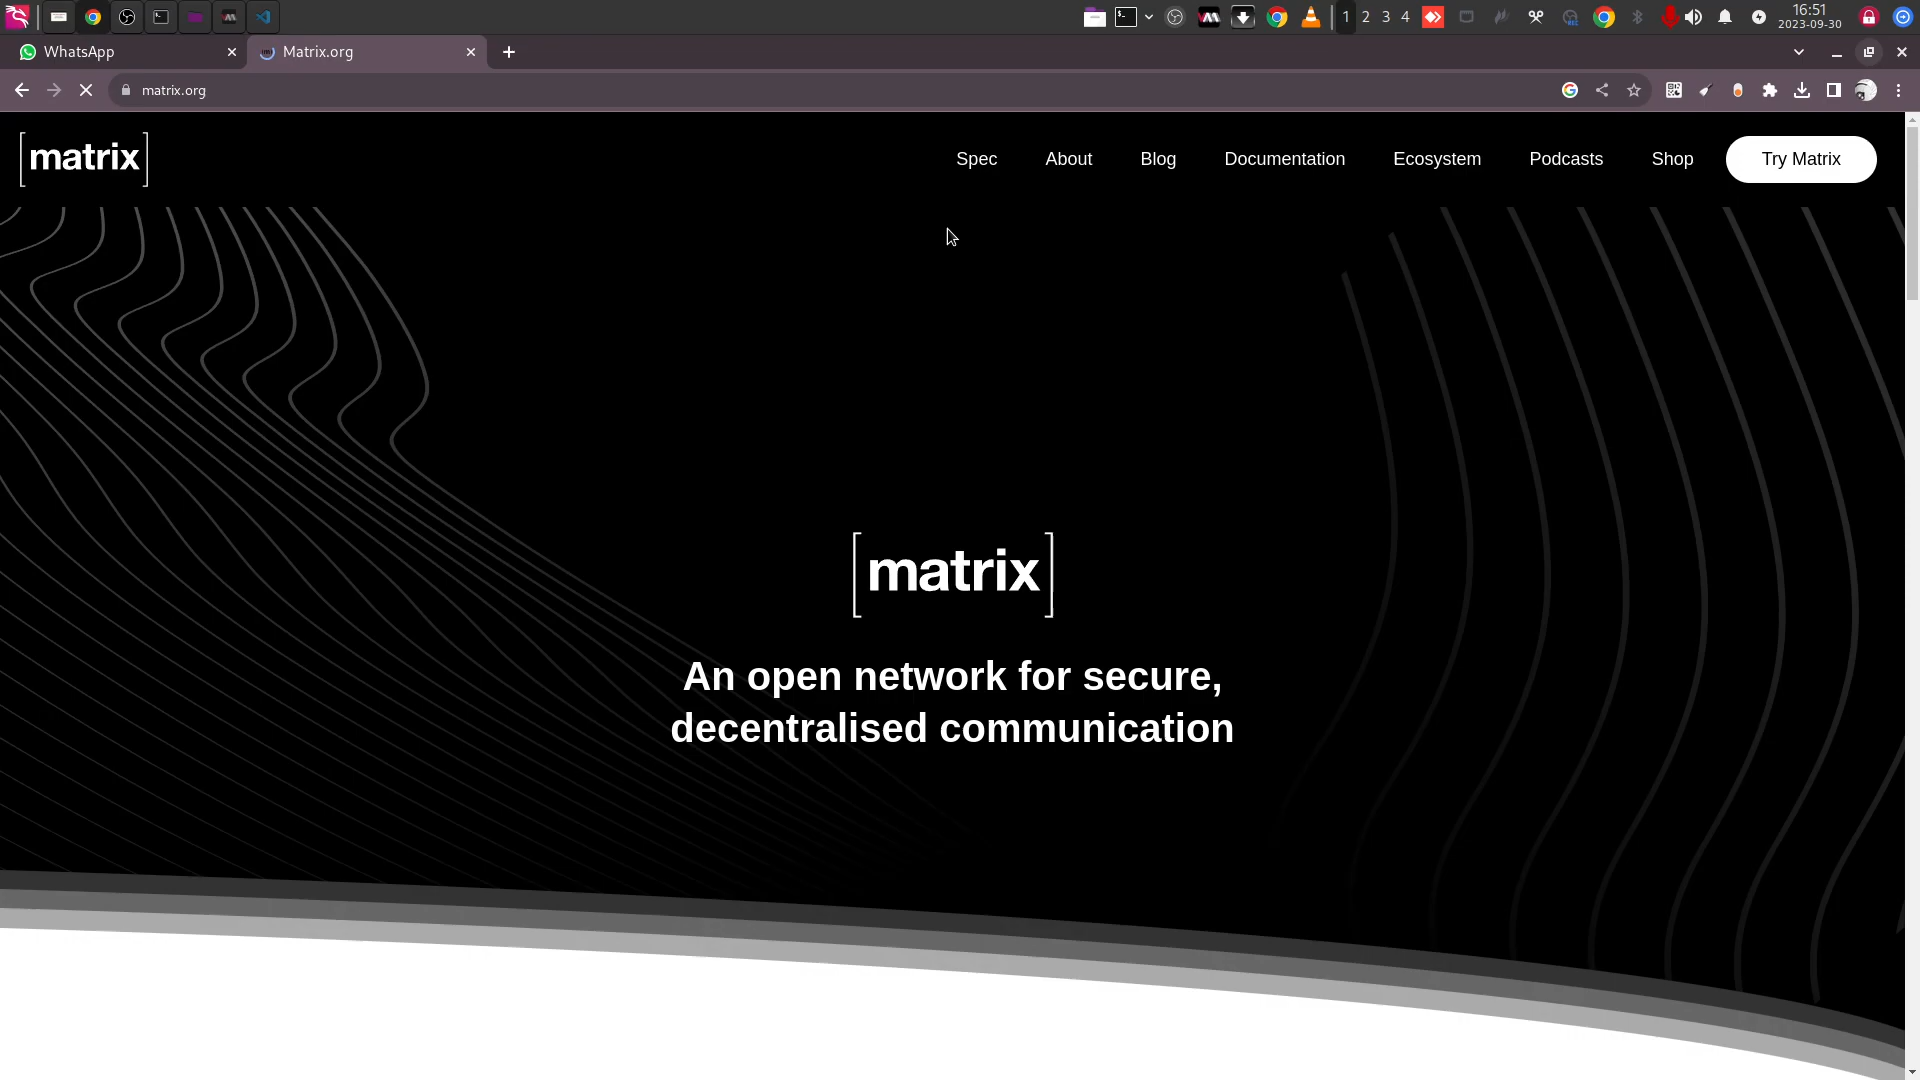 1 2 3 4
16:51
2023-09-30
WhatsApp
Matrix.org
matrix.org
[matrix]
Spec
About
Blog
Documentation
Ecosystem
Podcasts
Shop
Try Matrix
[matrix]
An open network for secure,
decentralised communication